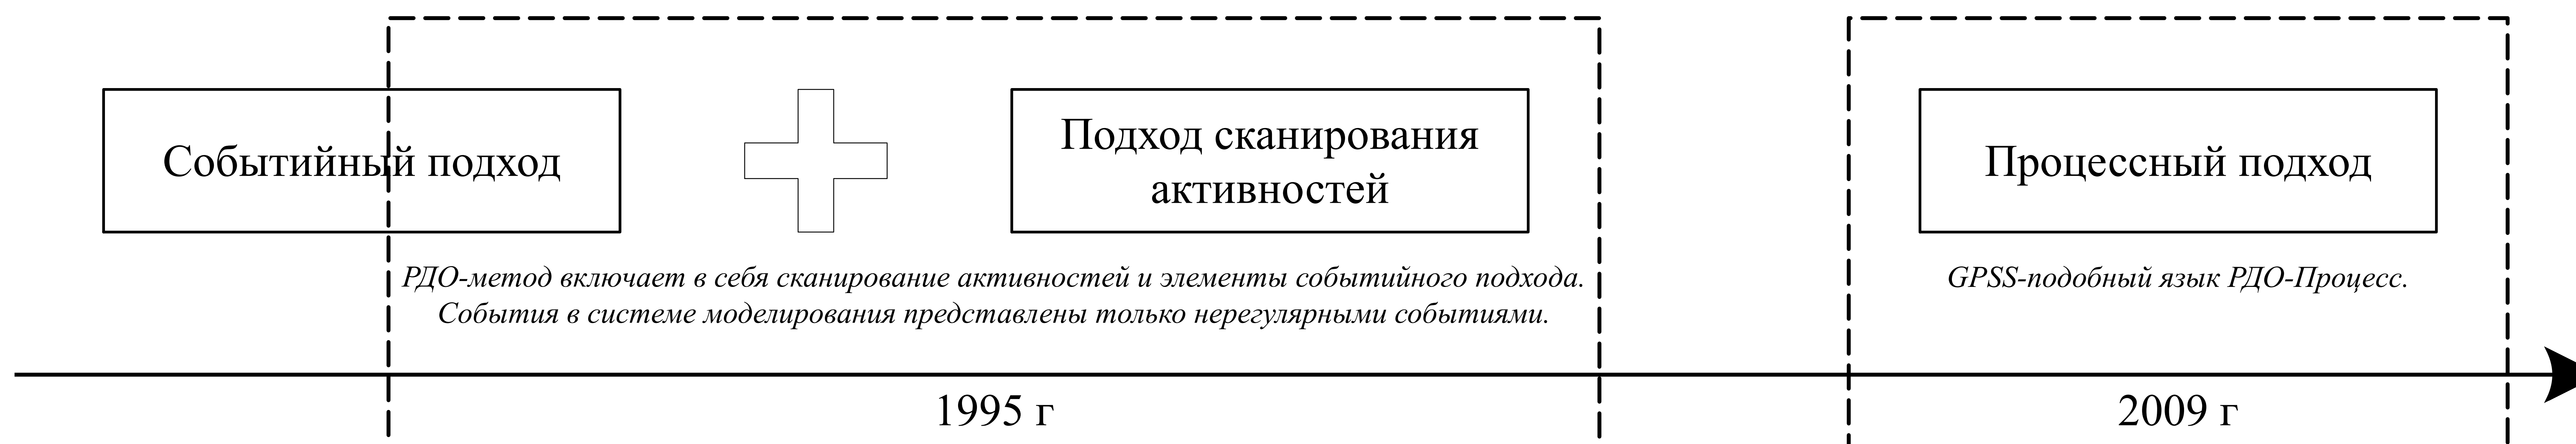 Событийный подход
Подход сканирования
активностей
Процессный подход
РДО-метод включает в себя сканирование активностей и элементы событийного подхода.
События в системе моделирования представлены только нерегулярными событиями.
GPSS-подобный язык РДО-Процесс.
1995 г
2009 г